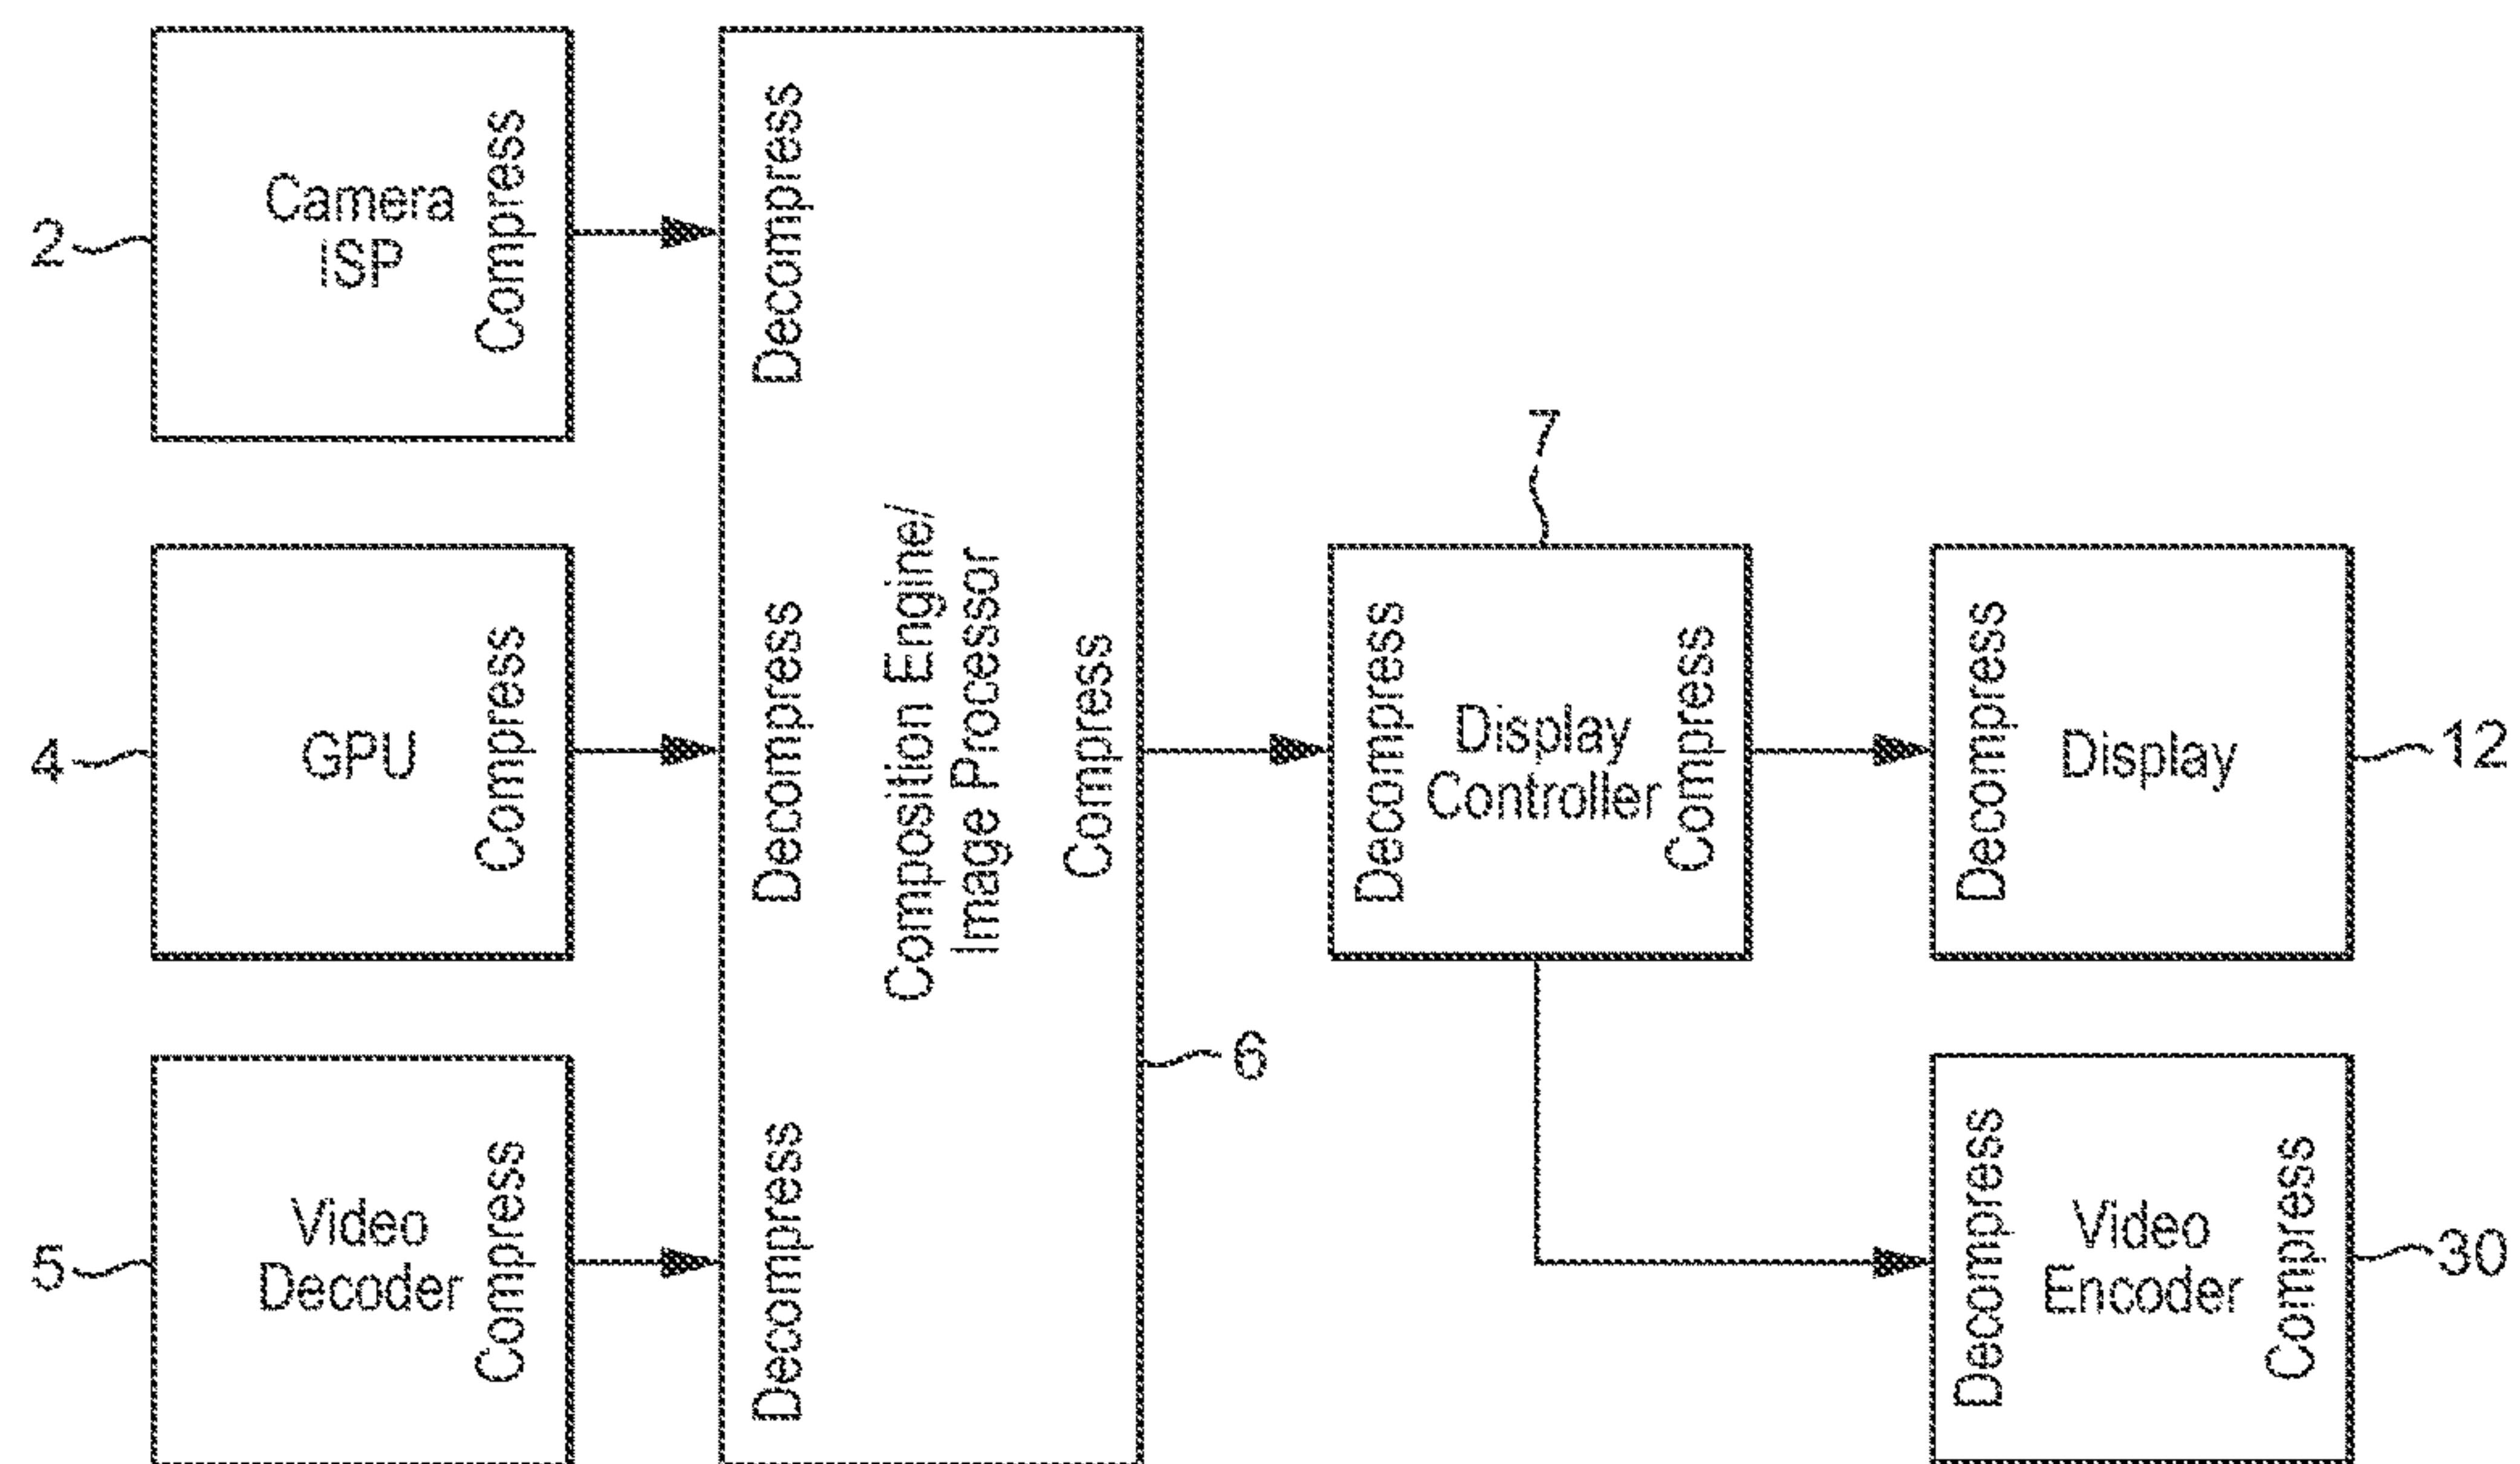 2
Camera
ISP
Compress
4
GPU
Compress
5
Video
Decoder
Compress
Decompress
Decompress
Decompress
Composition Engine/
Image Processor
Compress
6
7
Decompress
Display
Controller
Compress
Decompress
Display
12
Decompress
Video
Encoder
Compress
30